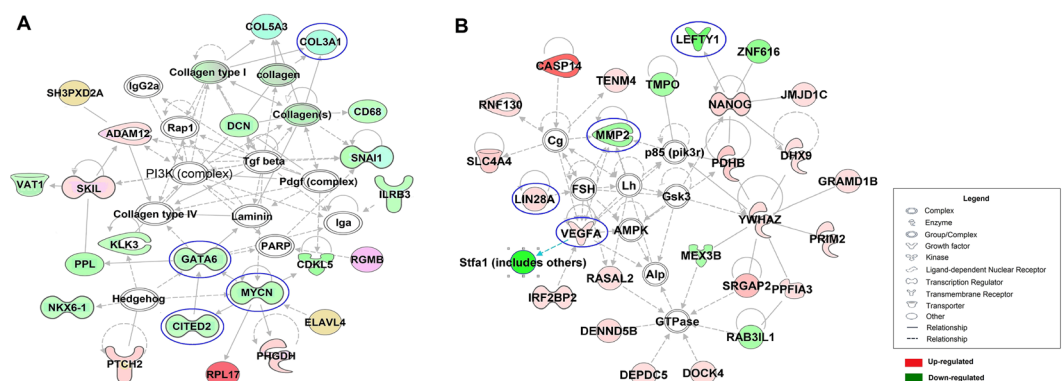 A
COL5A3
COL3A1
Collagen type I
collagen
IgG2a
SH3PXD2A
Collagen(s)
CD68
DCN
Rap1
ADAM12
SNAI1
Tgf beta
PI3K (complex)
Pdgf (complex)
VAT1
SKIL
ILRB3
Collagen type IV
Laminin
Iga
KLK3
PARP
GATA6
CDKL5
RGMB
PPL
Hedgehog
MYCN
NKX6-1
CITED2
ELAVL4
PTCH2
PHGDH
RPL17
B
LEFTY1
ZNF616
CASP14
TENM4
TMPO
JMJD1C
RNF130
NANOG
MMP2
Cg
p85 (pik3r)
SLC4A4
PDHB
DHX9
FSH
Lh
Gsk3
GRAMD1B
LIN28A
YWHAZ
VEGFA
AMPK
PRIM2
MEX3B
Stfa1 (includes others)
Alp
RASAL2
SRGAP2
PPFIA3
IRF2BP2
GTPase
DENND5B
RAB3IL1
DEPDC5
DOCK4
Legend
Complex
Enzyme
Group/Complex
Growth factor
Kinase
Ligand-dependent Nuclear Receptor
Transcription Regulator
Transmembrane Receptor
Transporter
Other
Relationship
Relationship
Up-regulated
Down-regulated